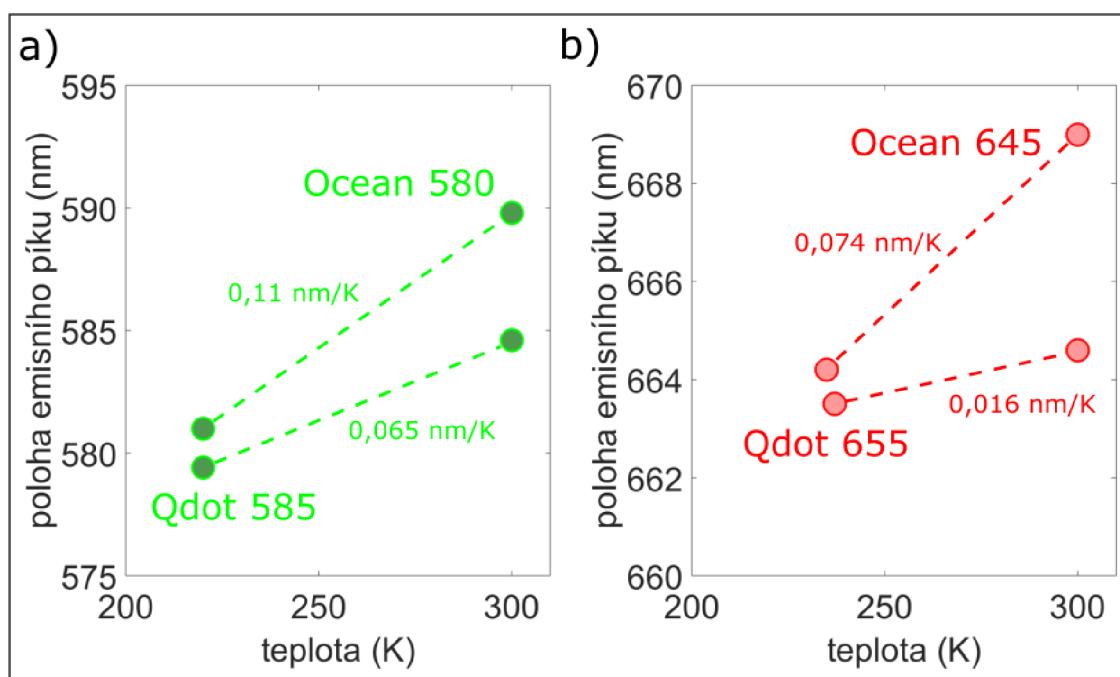 a)
poloha emisního píku (nm)
595
590
585
580
575
Ocean 580
0,11 nm/K
0,065 nm/K
Qdot 585
200
250
300
teplota (K)
b)
poloha emisního píku (nm)
670
668
666
664
662
660
Ocean 645
0,074 nm/K
0,016 nm/K
Qdot 655
200
250
300
teplota (K)